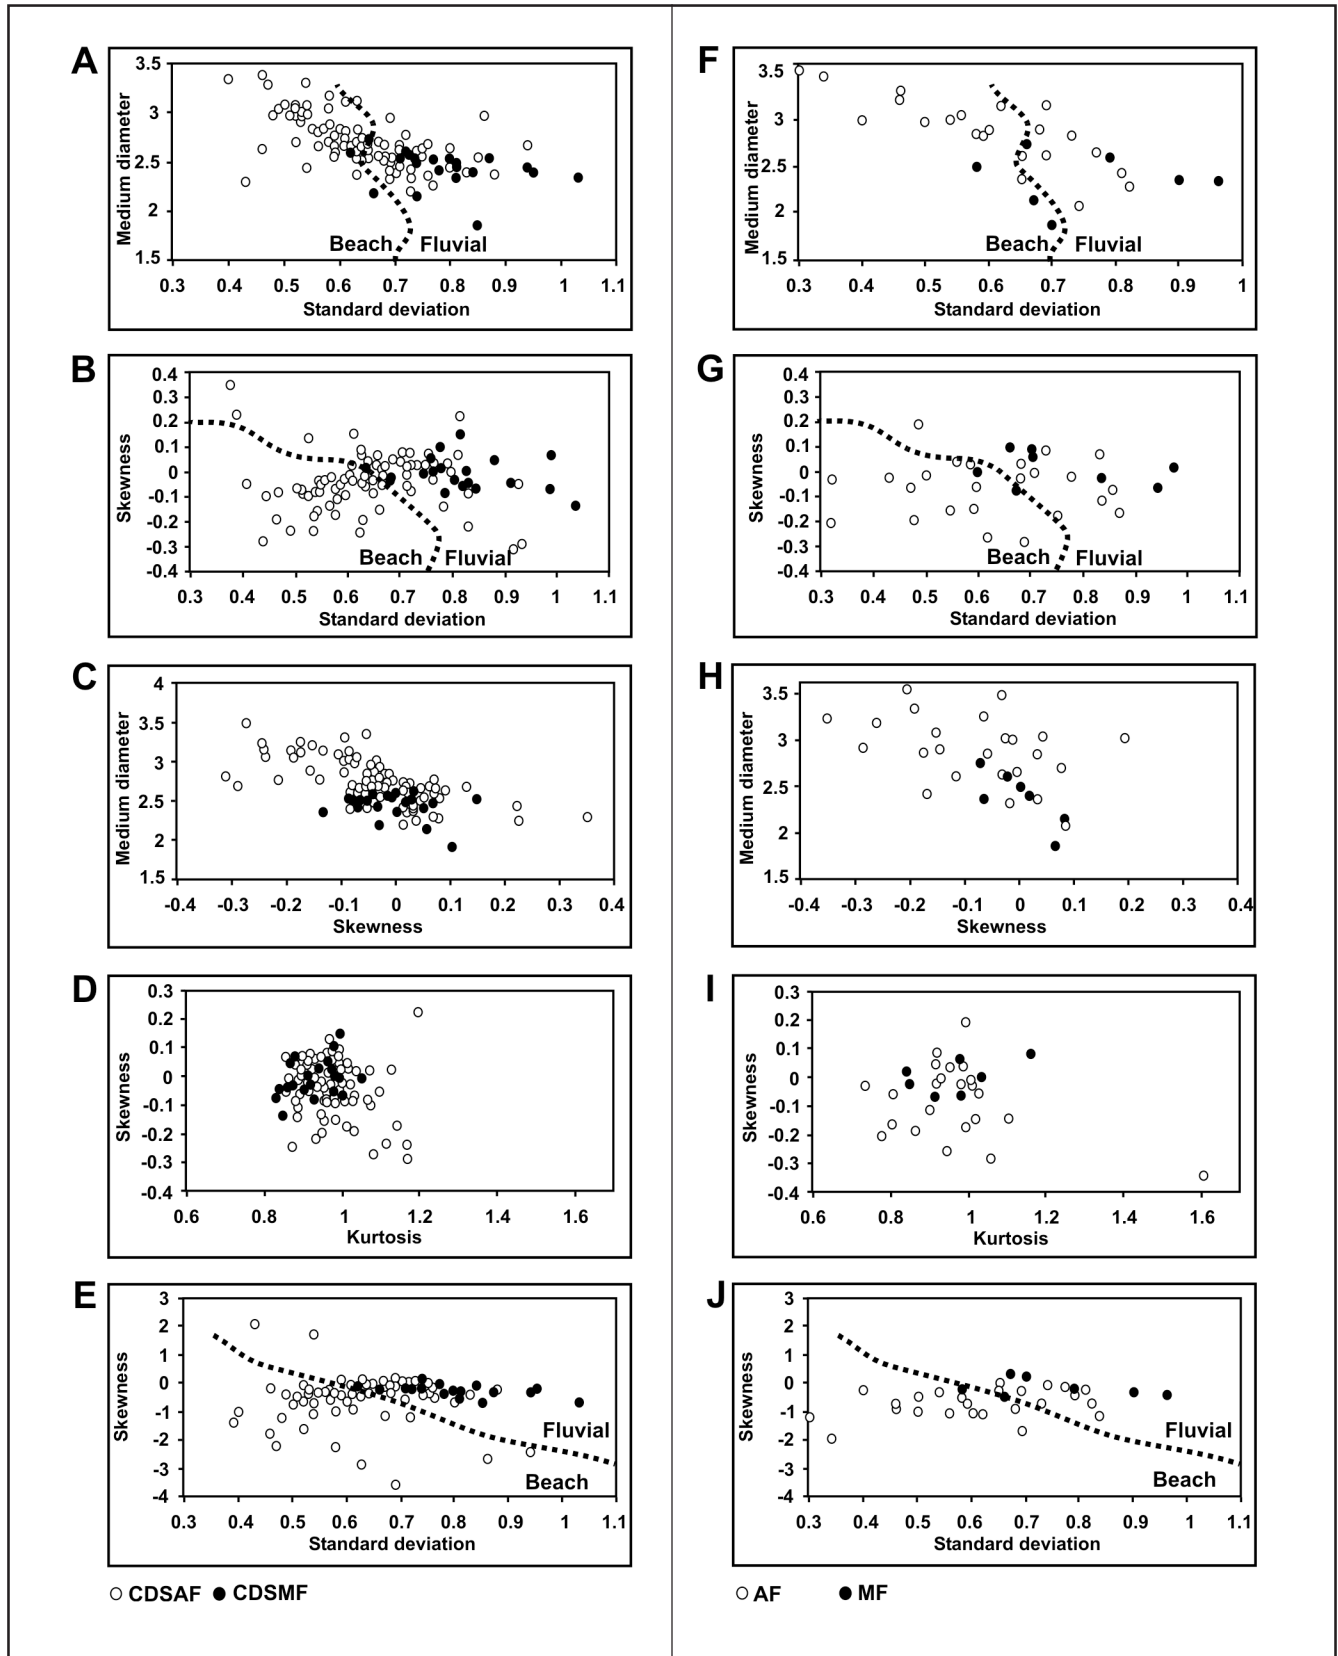 A
Medium diameter
3.5
3
2.5
2
1.5
Beach Fluvial
0.3 0.4 0.5 0.6 0.7 0.8 0.9 1 1.1
Standard deviation
B
Skewness
0.4
0.3
0.2
0.1
0
-0.1
-0.2
-0.3
-0.4
Beach Fluvial
0.3 0.4 0.5 0.6 0.7 0.8 0.9 1 1.1
Standard deviation
C
Medium diameter
4
3.5
3
2.5
2
1.5
-0.4 -0.3 -0.2 -0.1 0 0.1 0.2 0.3 0.4
Skewness
D
Skewness
0.3
0.2
0.1
0
-0.1
-0.2
-0.3
-0.4
0.6 0.8 1 1.2 1.4 1.6
Kurtosis
E
Skewness
3
2
1
0
-1
-2
-3
-4
Fluvial
Beach
0.3 0.4 0.5 0.6 0.7 0.8 0.9 1 1.1
Standard deviation
CDSAF CDSMF
F
Medium diameter
3.5
3
2.5
2
1.5
Beach Fluvial
0.3 0.4 0.5 0.6 0.7 0.8 0.9 1
Standard deviation
G
Skewness
0.4
0.3
0.2
0.1
0
-0.1
-0.2
-0.3
-0.4
Beach Fluvial
0.3 0.4 0.5 0.6 0.7 0.8 0.9 1 1.1
Standard deviation
H
Medium diameter
3.5
3
2.5
2
1.5
-0.4 -0.3 -0.2 -0.1 0 0.1 0.2 0.3 0.4
Skewness
I
Skewness
0.3
0.2
0.1
0
-0.1
-0.2
-0.3
-0.4
0.6 0.8 1 1.2 1.4 1.6
Kurtosis
J
Skewness
3
2
1
0
-1
-2
-3
-4
Fluvial
Beach
0.3 0.4 0.5 0.6 0.7 0.8 0.9 1 1.1
Standard deviation
AF MF